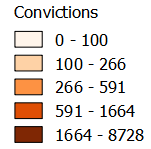 Convictions
0 - 100
100 - 266
266 - 591
591 - 1664
1664 - 8728